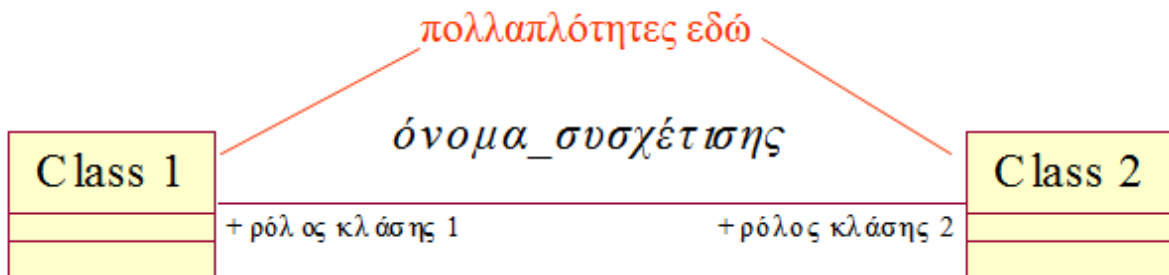 πολλαπλότητες εδώ
όνομα_συσχέτισης
Class 1
Class 2
+ρόλος κλάσης 1
+ρόλος κλάσης 2